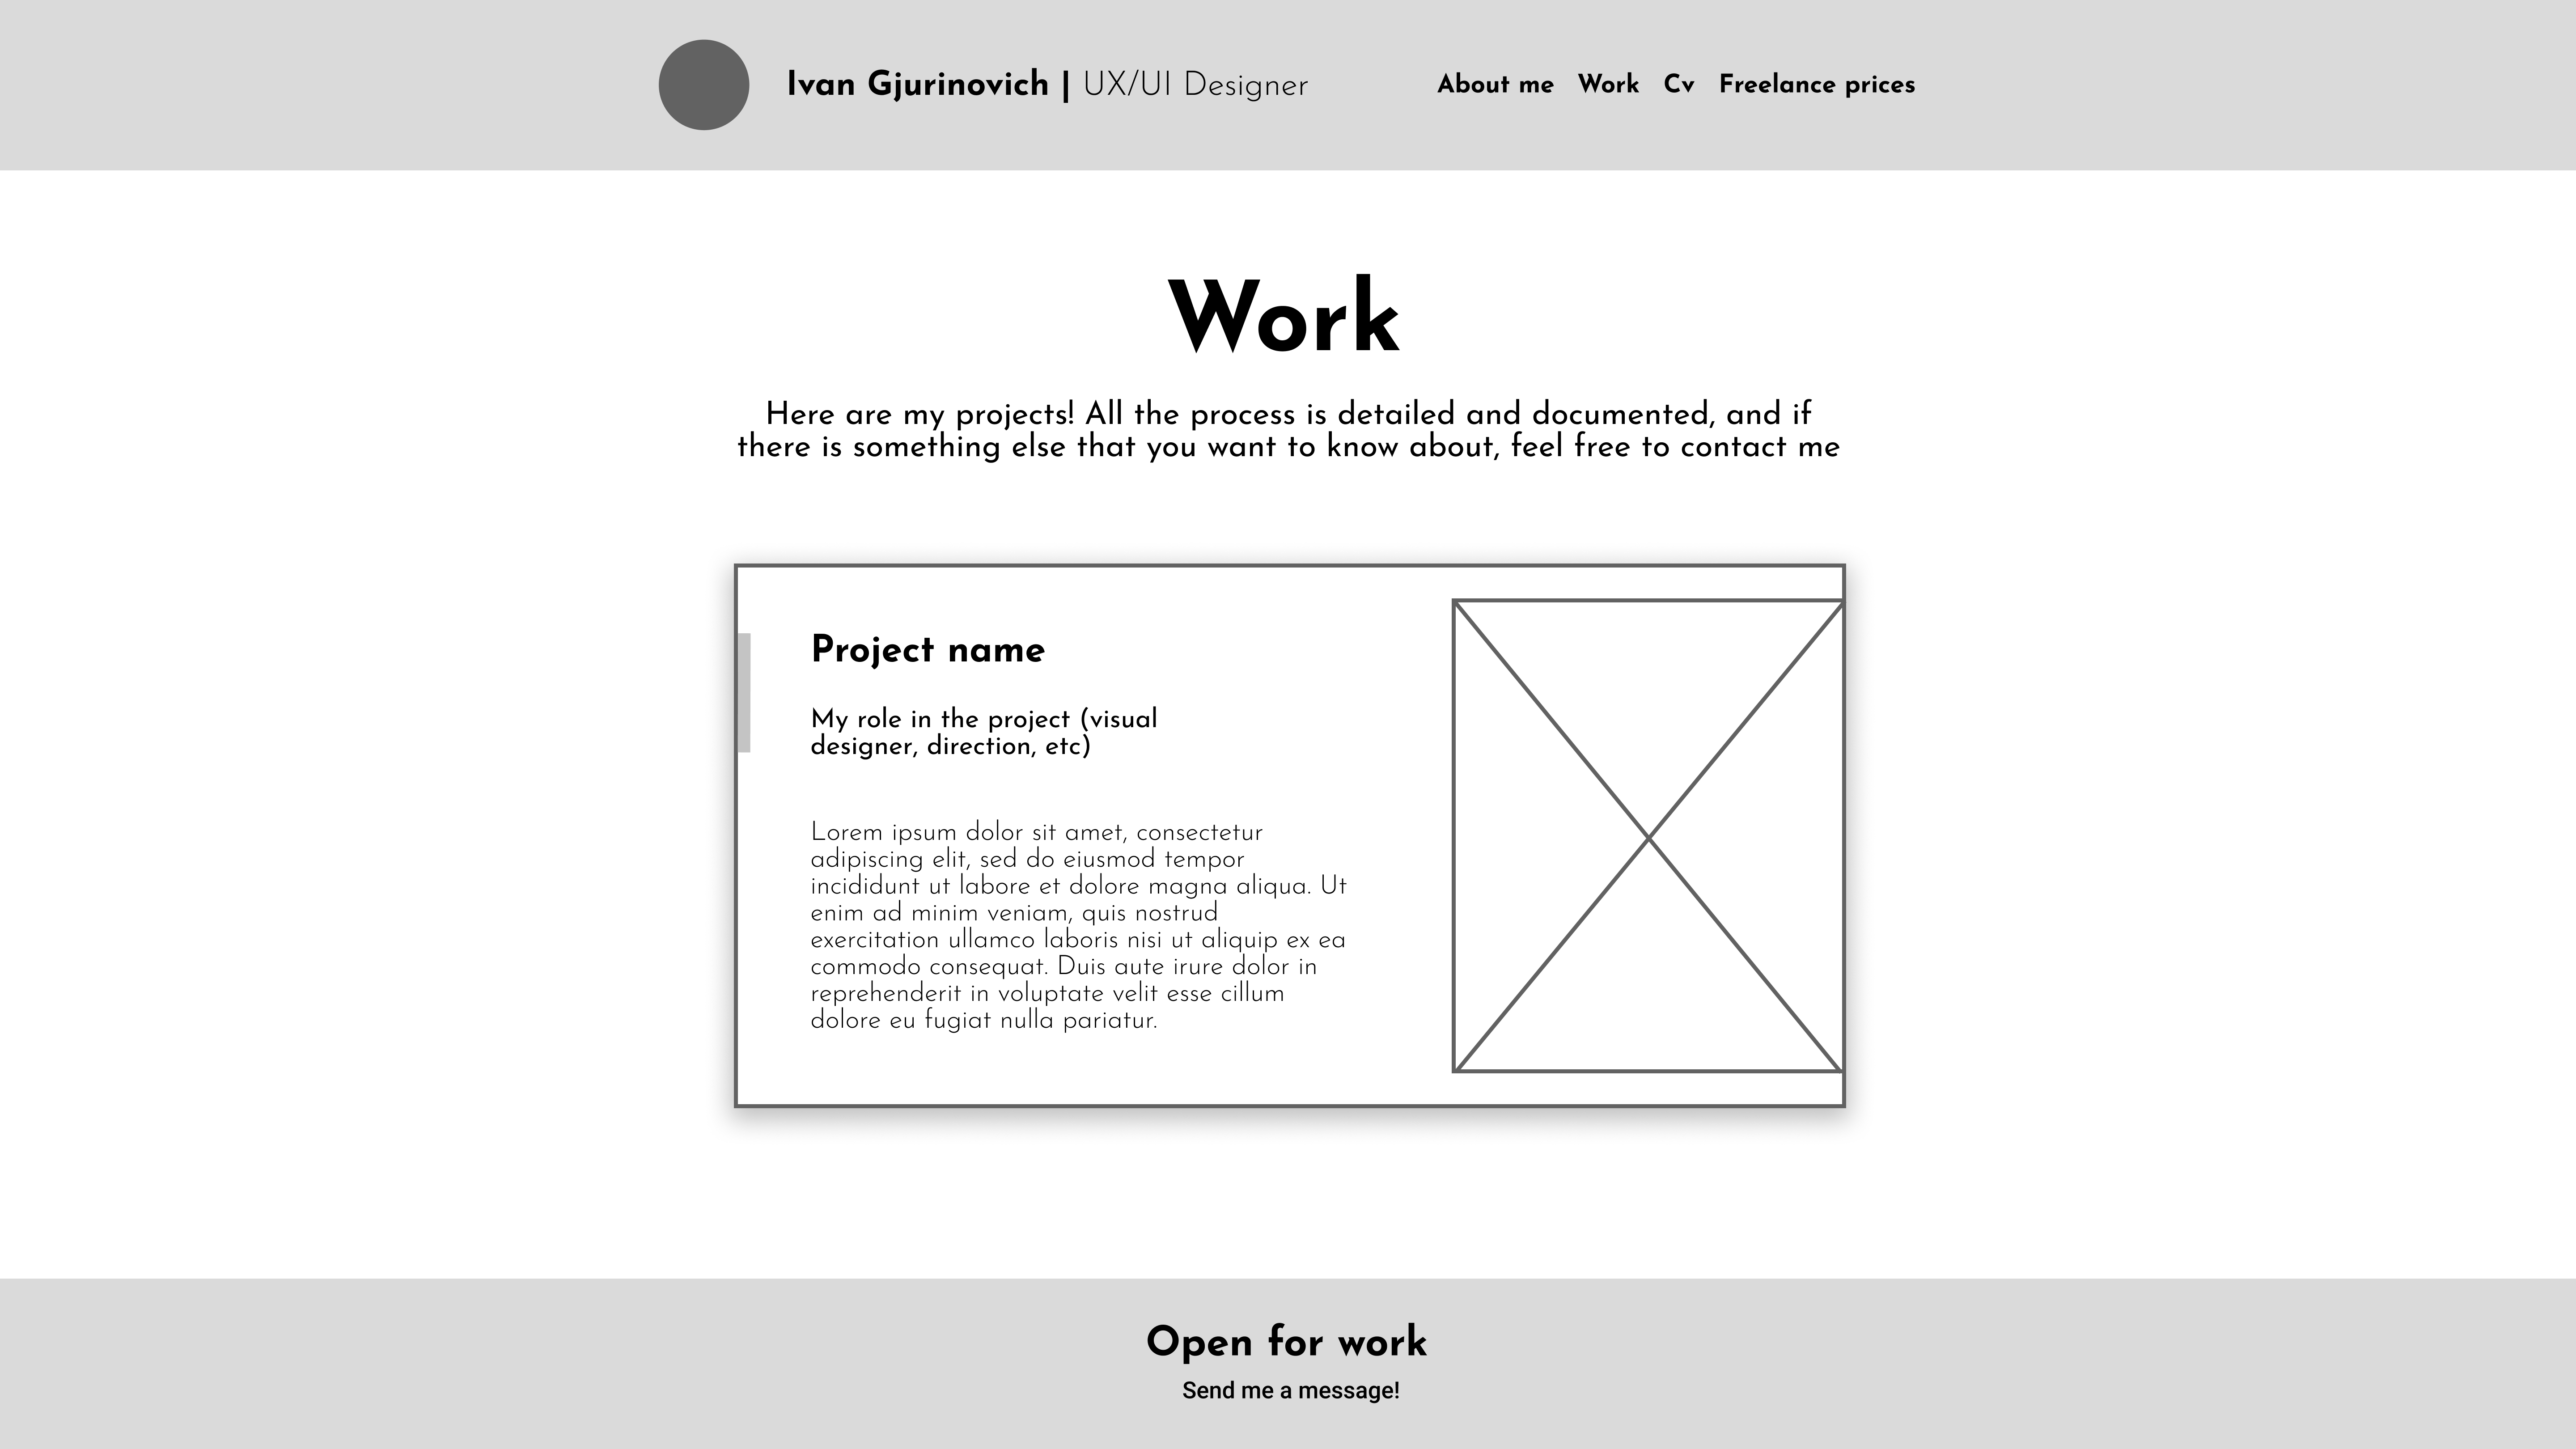 Ivan Gjurinovich | UX/UI Designer
About me Work Cv Freelance prices
Work
Here are my projects! All the process is detailed and documented, and if
there is something else that you want to know about, feel free to contact me
Project name
My role in the project (visual
designer, direction, etc)
Lorem ipsum dolor sit amet, consectetur
adipiscing elit, sed do eiusmod tempor
incididunt ut labore et dolore magna aliqua. Ut
enim ad minim veniam, quis nostrud
exercitation ullamco laboris nisi ut aliquip ex ea
commodo consequat. Duis aute irure dolor in
reprehenderit in voluptate velit esse cillum
dolore eu fugiat nulla pariatur.
Open for work
Send me a message!